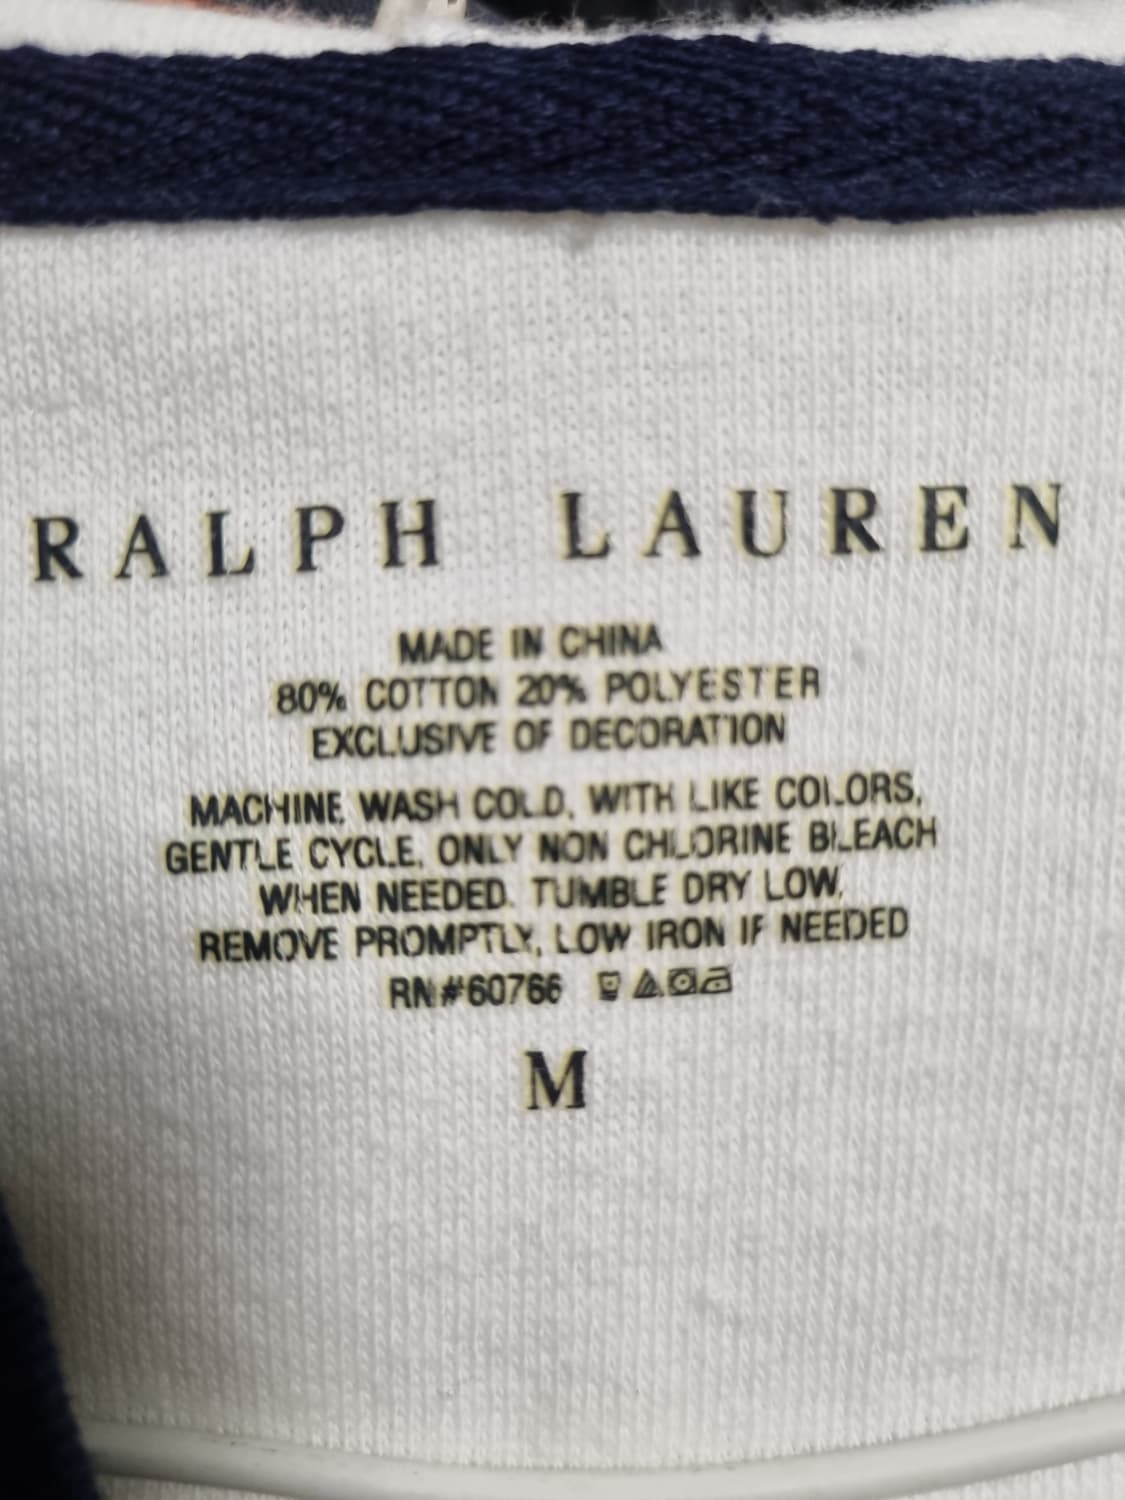 RALPH LAUREN
MADE IN CHINA
80% COTTON 20% POLYESTER
EXCLUSIVE OF DECORATION
MACHINE WASH COLD, WITH LIKE COLORS,
GENTLE CYCLE, ONLY NON CHLORINE BLEACH
WHEN NEEDED. TUMBLE DRY LOW.
REMOVE PROMPTLY, LOW IRON IF NEEDED
RN#60766
M